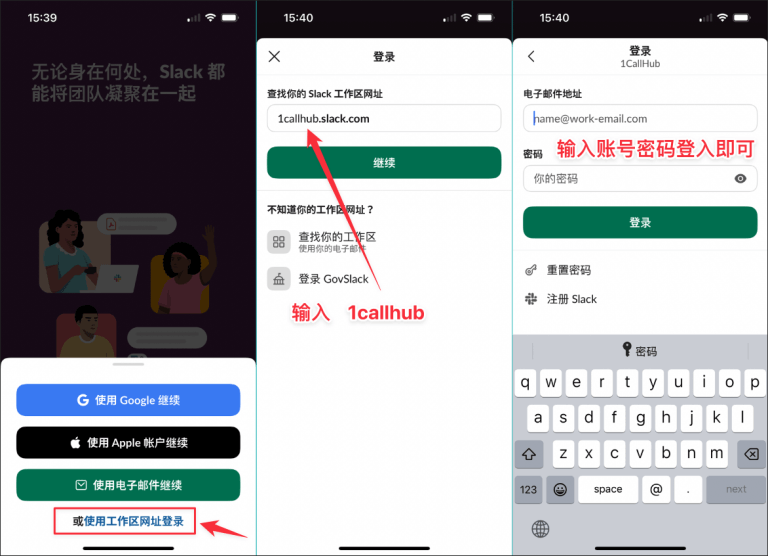 15:39
无论身在何处，Slack 都
能将团队凝聚在一起
使用 Google 继续
使用 Apple 帐户继续
使用电子邮件继续
或使用工作区网址登录
15:40
登录
查找你的 Slack 工作区网址
1callhub.slack.com
继续
不知道你的工作区网址？
查找你的工作区
使用你的电子邮件
登录 GovSlack
输入 1callhub
15:40
登录
1CallHub
电子邮件地址
name@work-email.com
输入账号密码登入即可
密码
你的密码
登录
重置密码
注册 Slack
密码
q w e r t y u i o p
a s d f g h j k l
z x c v b n m
123 space @ . next